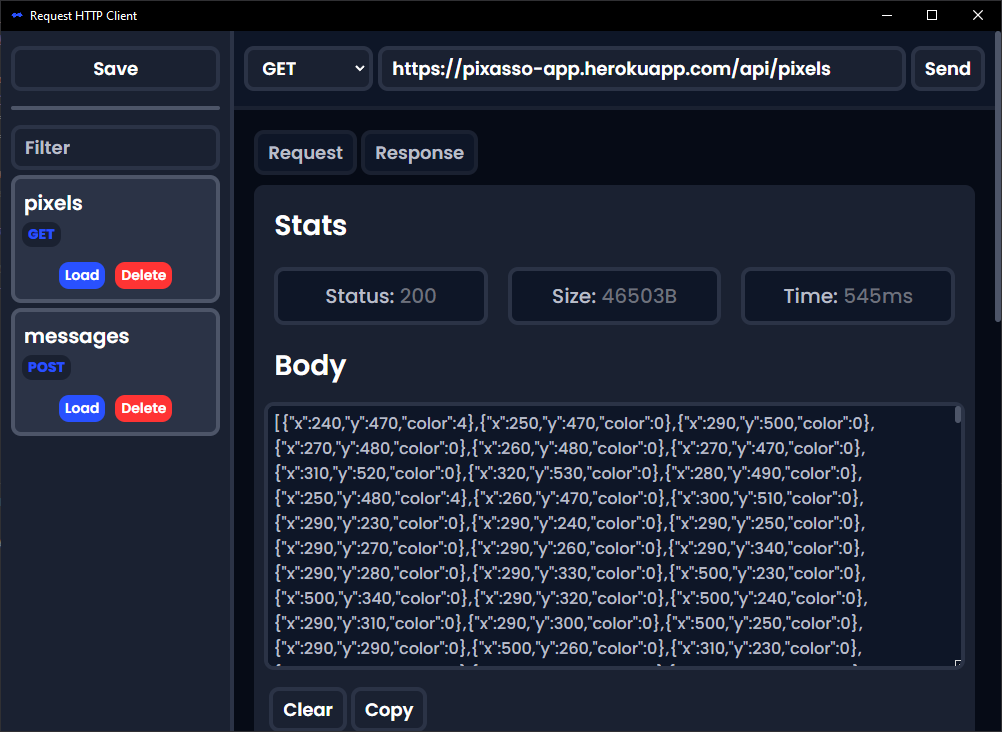 Request HTTP Client
Save
GET
https://pixasso-app.herokuapp.com/api/pixels
Send
Filter
pixels
GET
Load Delete
messages
POST
Load Delete
Request Response
Stats
Status: 200
Size: 46503B
Time: 545ms
Body
[{"x":240,"y":470,"color":4},{"x":250,"y":470,"color":0},{"x":290,"y":500,"color":0},
{"x":270,"y":480,"color":0},{"x":260,"y":480,"color":0},{"x":270,"y":470,"color":0},
{"x":310,"y":520,"color":0},{"x":320,"y":530,"color":0},{"x":280,"y":490,"color":0},
{"x":250,"y":480,"color":4},{"x":260,"y":470,"color":0},{"x":300,"y":510,"color":0},
{"x":290,"y":230,"color":0},{"x":290,"y":240,"color":0},{"x":290,"y":250,"color":0},
{"x":290,"y":270,"color":0},{"x":290,"y":260,"color":0},{"x":290,"y":340,"color":0},
{"x":290,"y":280,"color":0},{"x":290,"y":330,"color":0},{"x":500,"y":230,"color":0},
{"x":500,"y":340,"color":0},{"x":290,"y":320,"color":0},{"x":500,"y":240,"color":0},
{"x":290,"y":310,"color":0},{"x":290,"y":300,"color":0},{"x":500,"y":250,"color":0},
{"x":290,"y":290,"color":0},{"x":500,"y":260,"color":0},{"x":310,"y":230,"color":0},
Clear Copy